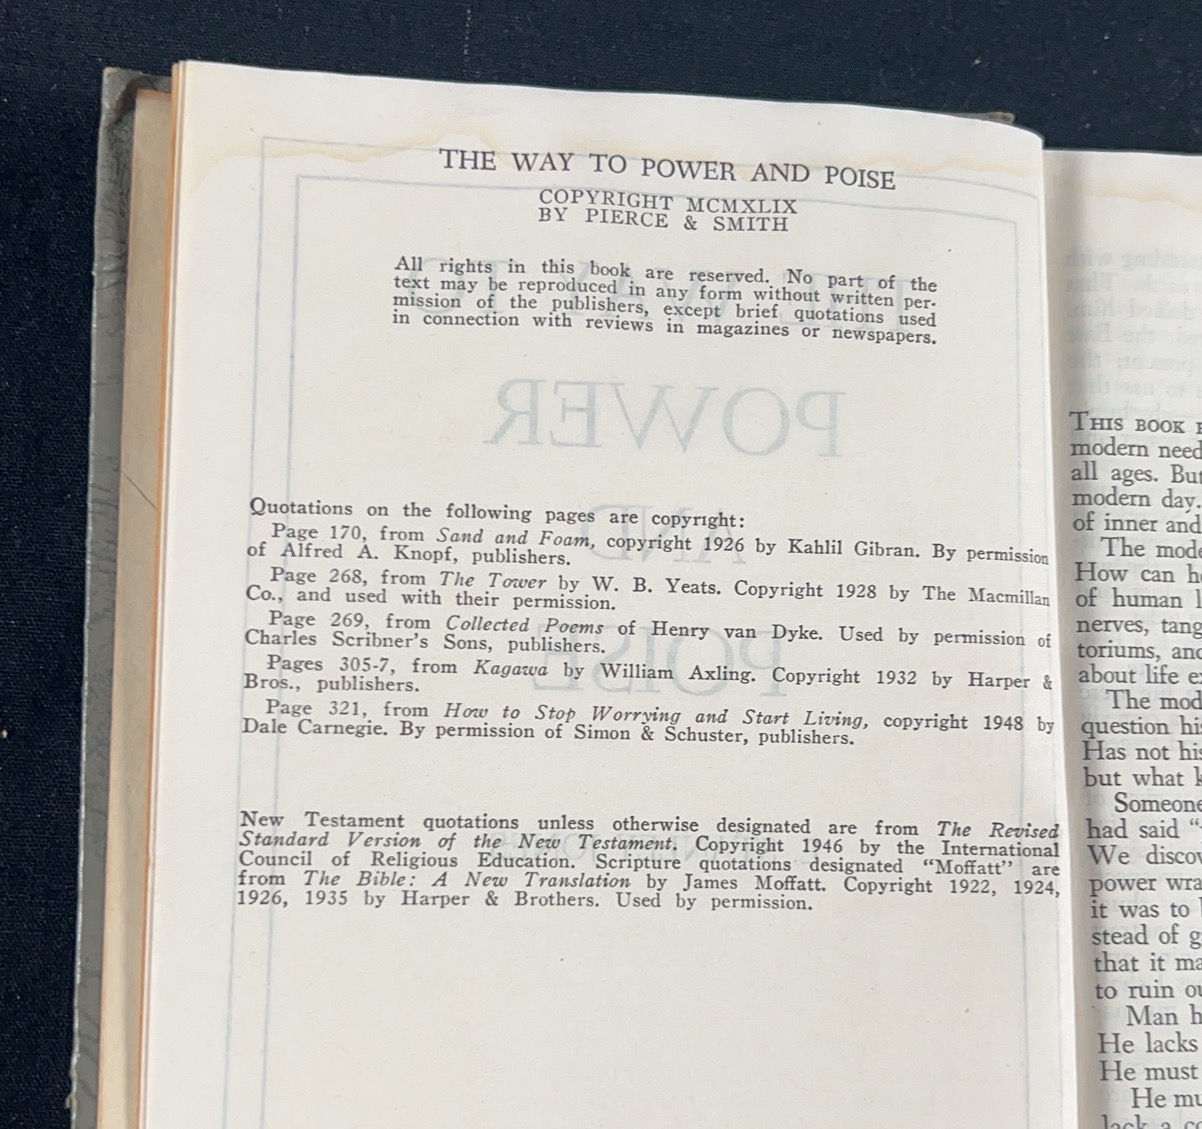 THE WAY TO POWER AND POISE
COPYRIGHT MCMXLIX
BY PIERCE & SMITH
All rights in this book are reserved. No part of the
text may be reproduced in any form without written per-
mission of the publishers, except brief quotations used
in connection with reviews in magazines or newspapers.
POWER
AND
POISE
Quotations on the following pages are copyright:
Page 170, from Sand and Foam, copyright 1926 by Kahlil Gibran. By permission
of Alfred A. Knopf, publishers.
Page 268, from The Tower by W. B. Yeats. Copyright 1928 by The Macmillan
Co., and used with their permission.
Page 269, from Collected Poems of Henry van Dyke. Used by permission of
Charles Scribner's Sons, publishers.
Pages 305-7, from Kagawa by William Axling. Copyright 1932 by Harper &
Bros., publishers.
Page 321, from How to Stop Worrying and Start Living, copyright 1948 by
Dale Carnegie. By permission of Simon & Schuster, publishers.
New Testament quotations unless otherwise designated are from The Revised
Standard Version of the New Testament. Copyright 1946 by the International
Council of Religious Education. Scripture quotations designated "Moffatt" are
from The Bible: A New Translation by James Moffatt. Copyright 1922, 1924,
1926, 1935 by Harper & Brothers. Used by permission.
THIS BOOK
modern need
all ages. But
modern day.
of inner and
The mod
How can h
of human
nerves, tang
toriums, and
about life
The mod
question his
Has not his
but what
Someone
had said "
We disco
power wra
it was to
stead of g
that it ma
to ruin ou
Man h
He lacks
He must
He mu
lack a